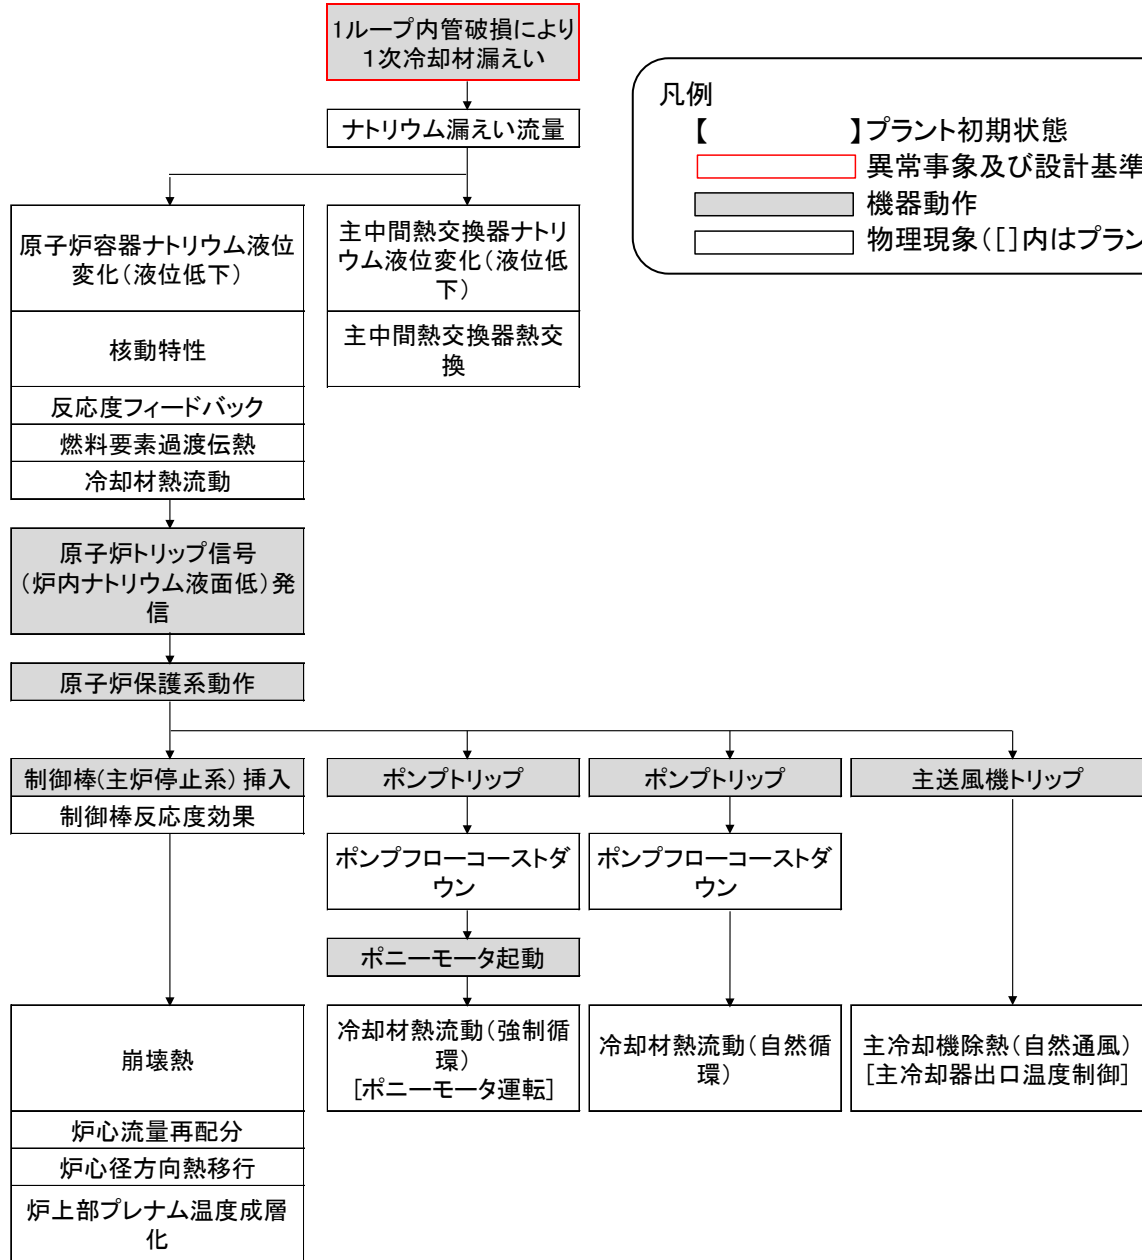 1ループ内管破損により
1次冷却材漏えい
ナトリウム漏えい流量
凡例
【　　　　】プラント初期状態
異常事象及び設計基準
機器動作
物理現象([]内はプラン
原子炉容器ナトリウム液位
変化(液位低下)
主中間熱交換器ナトリ
ウム液位変化(液位低
下)
核動特性
主中間熱交換器熱交
換
反応度フィードバック
燃料要素過渡伝熱
冷却材熱流動
原子炉トリップ信号
(炉内ナトリウム液面低)発
信
原子炉保護系動作
制御棒(主炉停止系)挿入
ポンプトリップ
ポンプトリップ
主送風機トリップ
制御棒反応度効果
ポンプフローコーストダ
ウン
ポンプフローコーストダ
ウン
ポニーモータ起動
崩壊熱
冷却材熱流動(強制循
環)
[ポニーモータ運転]
冷却材熱流動(自然循
環)
主冷却機除熱(自然通風)
[主冷却器出口温度制御]
炉心流量再配分
炉心径方向熱移行
炉上部プレナム温度成層
化